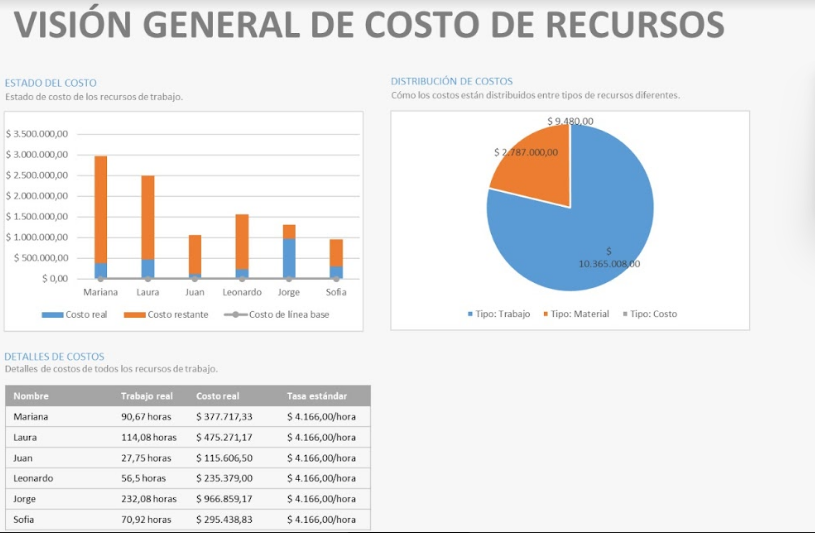 VISIÓN GENERAL DE COSTO DE RECURSOS
ESTADO DEL COSTO
Estado de costo de los recursos de trabajo.
$ 3.500.000,00
$ 3.000.000,00
$ 2.500.000,00
$ 2.000.000,00
$ 1.500.000,00
$ 1.000.000,00
$ 500.000,00
$ 0,00
Mariana Laura Juan Leonardo Jorge Sofia
Costo real Costo restante Costo de línea base
DISTRIBUCIÓN DE COSTOS
Cómo los costos están distribuidos entre tipos de recursos diferentes.
$ 9.480,00
$ 2.787.000,00
$
10.365.008,00
Tipo: Trabajo Tipo: Material Tipo: Costo
DETALLES DE COSTOS
Detalles de costos de todos los recursos de trabajo.
Nombre Trabajo real Costo real Tasa estándar
Mariana 90,67 horas $ 377.717,33 $ 4.166,00/hora
Laura 114,08 horas $ 475.271,17 $ 4.166,00/hora
Juan 27,75 horas $ 115.606,50 $ 4.166,00/hora
Leonardo 56,5 horas $ 235.379,00 $ 4.166,00/hora
Jorge 232,08 horas $ 966.859,17 $ 4.166,00/hora
Sofia 70,92 horas $ 295.438,83 $ 4.166,00/hora